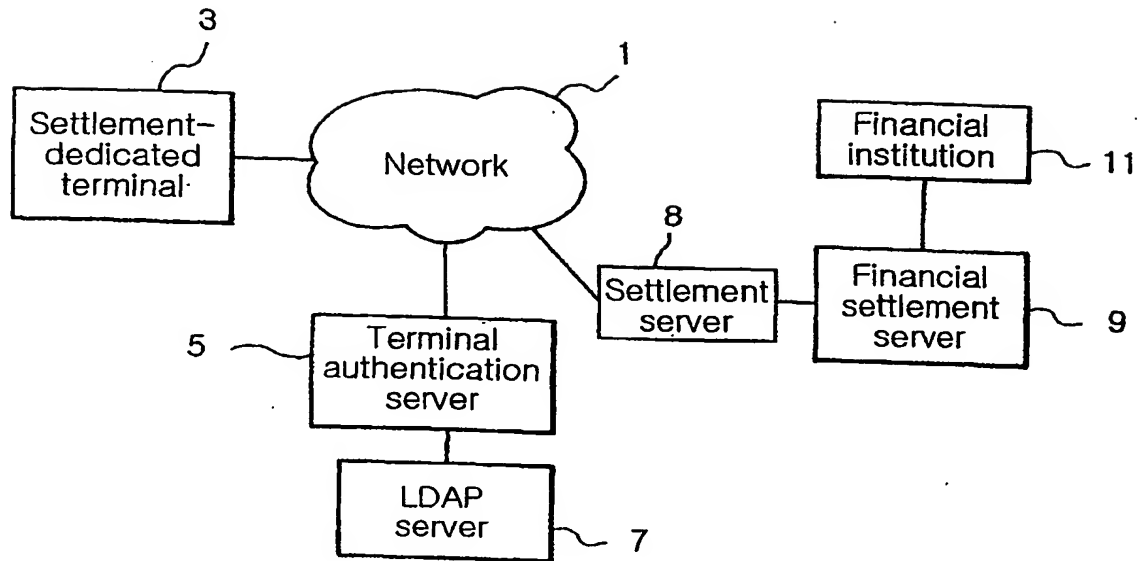 3
Settlement-
dedicated
terminal
1
Network
Financial
institution
11
8
Settlement
server
Financial
settlement
server
9
5
Terminal
authentication
server
LDAP
server
7